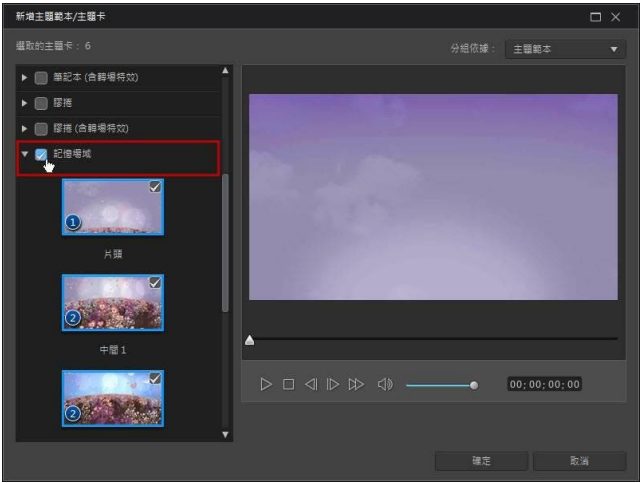 新增主題範本/主題卡
選取的主題卡：6
分組依據：
主題範本
筆記本 (含轉場特效)
膠捲
膠捲 (含轉場特效)
記憶場域
1
片頭
2
中間 1
2
00;00;00;00
確定
取消